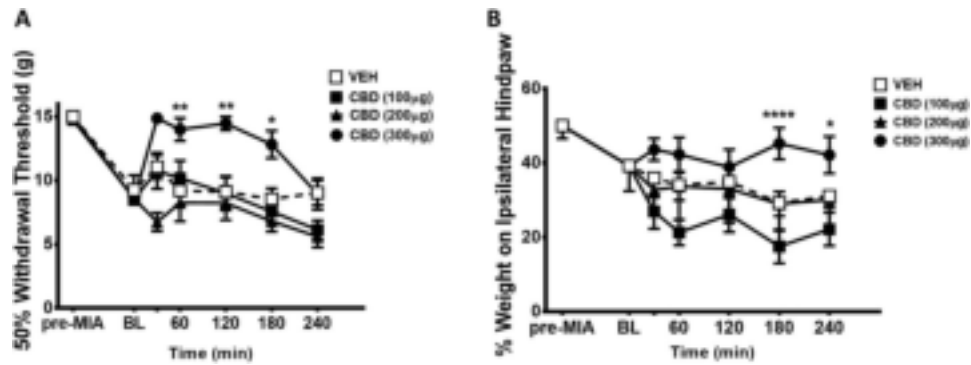 A
50% Withdrawal Threshold (g)
15
10
5
0
pre-MIA BL 60 120 180 240
Time (min)
** ** *
VEH
CBD (100μg)
CBD (200μg)
CBD (300μg)
B
% Weight on Ipsilateral Hindpaw
60
40
20
0
pre-MIA BL 60 120 180 240
Time (min)
**** *
VEH
CBD (100μg)
CBD (200μg)
CBD (300μg)